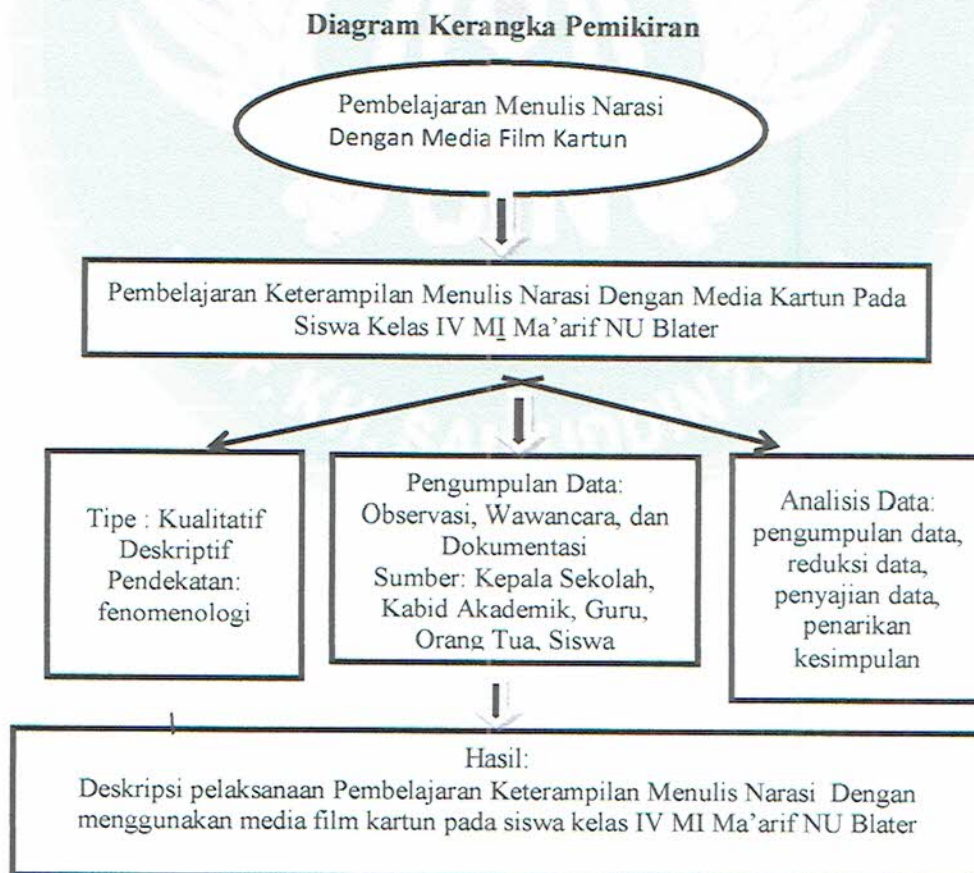 Diagram Kerangka Pemikiran
Pembelajaran Menulis Narasi
Dengan Media Film Kartun
Pembelajaran Keterampilan Menulis Narasi Dengan Media Kartun Pada
Siswa Kelas IV MI Ma’arif NU Blater
Tipe : Kualitatif
Deskriptif
Pendekatan:
fenomenologi
Pengumpulan Data:
Observasi, Wawancara, dan
Dokumentasi
Sumber: Kepala Sekolah,
Kabid Akademik, Guru,
Orang Tua, Siswa
Analisis Data:
pengumpulan data,
reduksi data,
penyajian data,
penarikan
kesimpulan
Hasil:
Deskripsi pelaksanaan Pembelajaran Keterampilan Menulis Narasi Dengan
menggunakan media film kartun pada siswa kelas IV MI Ma’arif NU Blater